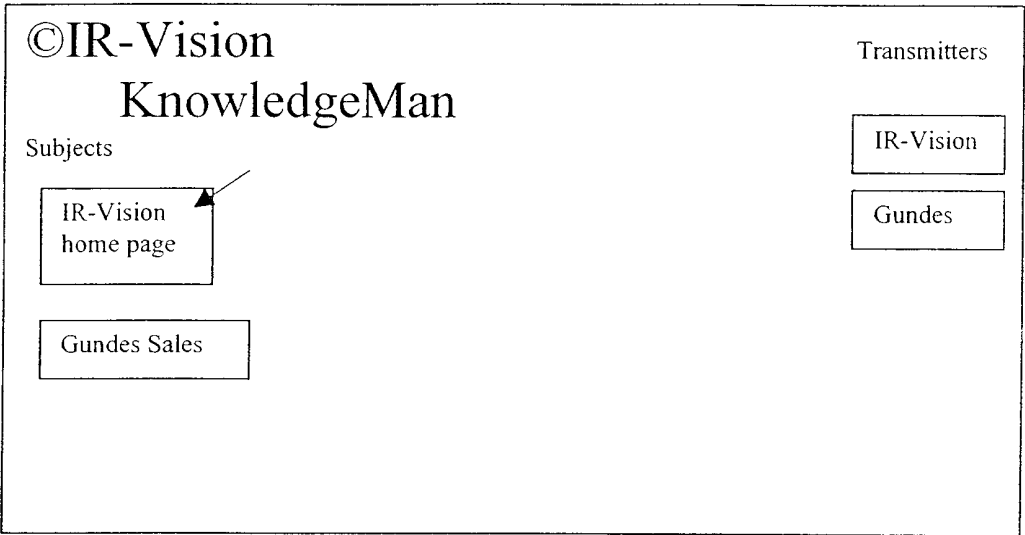 ©IR-Vision
KnowledgeMan
Transmitters
Subjects
IR-Vision
home page
Gundes Sales
IR-Vision
Gundes